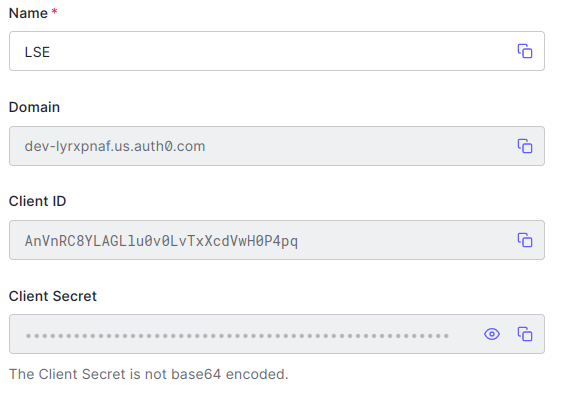 Name *
LSE
Domain
dev-lyrxpnaf.us.auth0.com
Client ID
AnVnRC8YLAGLlu0v0LvTxXcdVwH0P4pq
Client Secret
••••••••••••••••••••••••••••••••••••••••••••••••••••••
The Client Secret is not base64 encoded.